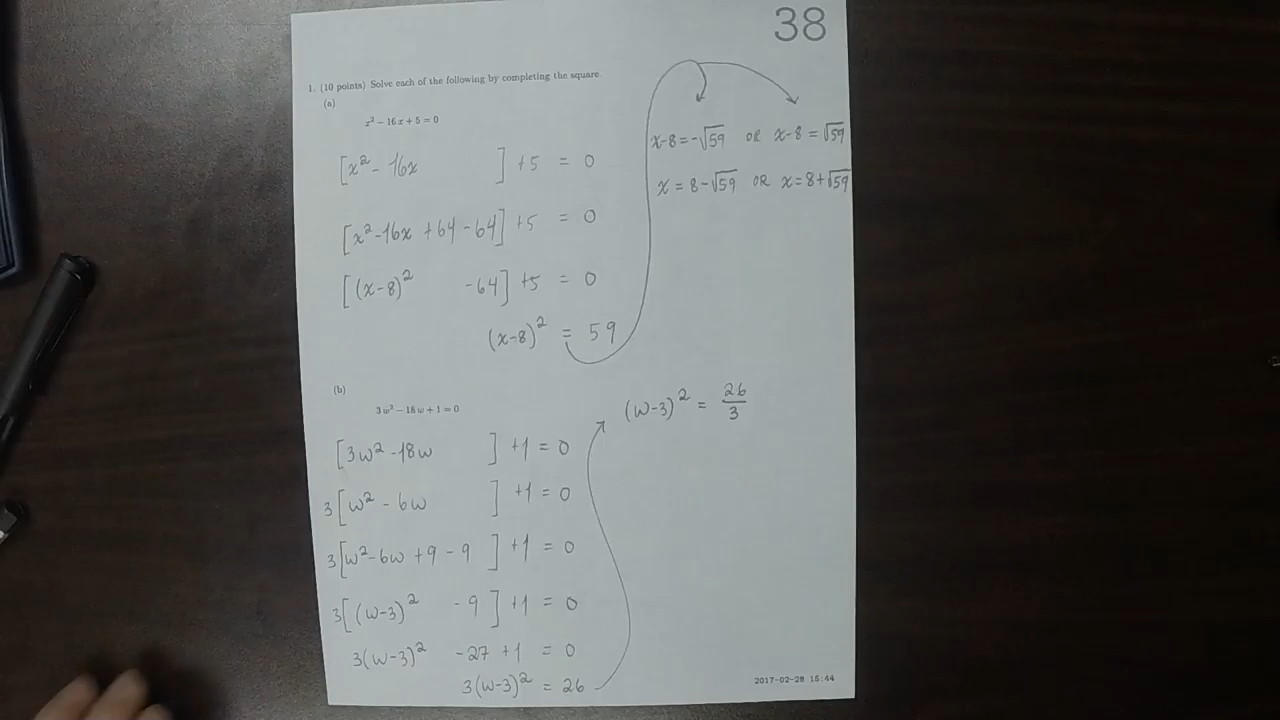 38
1. (10 points) Solve each of the following by completing the square.
(a)
x² − 16x + 5 = 0
[x² - 16x ] + 5 = 0
[x² - 16x + 64 - 64] + 5 = 0
[(x-8)² - 64] + 5 = 0
(x-8)² = 59
x-8 = -√59 OR x-8 = √59
x = 8-√59 OR x = 8+√59
(b)
3w² − 18w + 1 = 0
[3w² - 18w ] + 1 = 0
3[w² - 6w ] + 1 = 0
3[w² - 6w + 9 - 9 ] + 1 = 0
3[(w-3)² - 9 ] + 1 = 0
3(w-3)² - 27 + 1 = 0
3(w-3)² = 26
(w-3)² = 26/3
2017-02-28 15:44